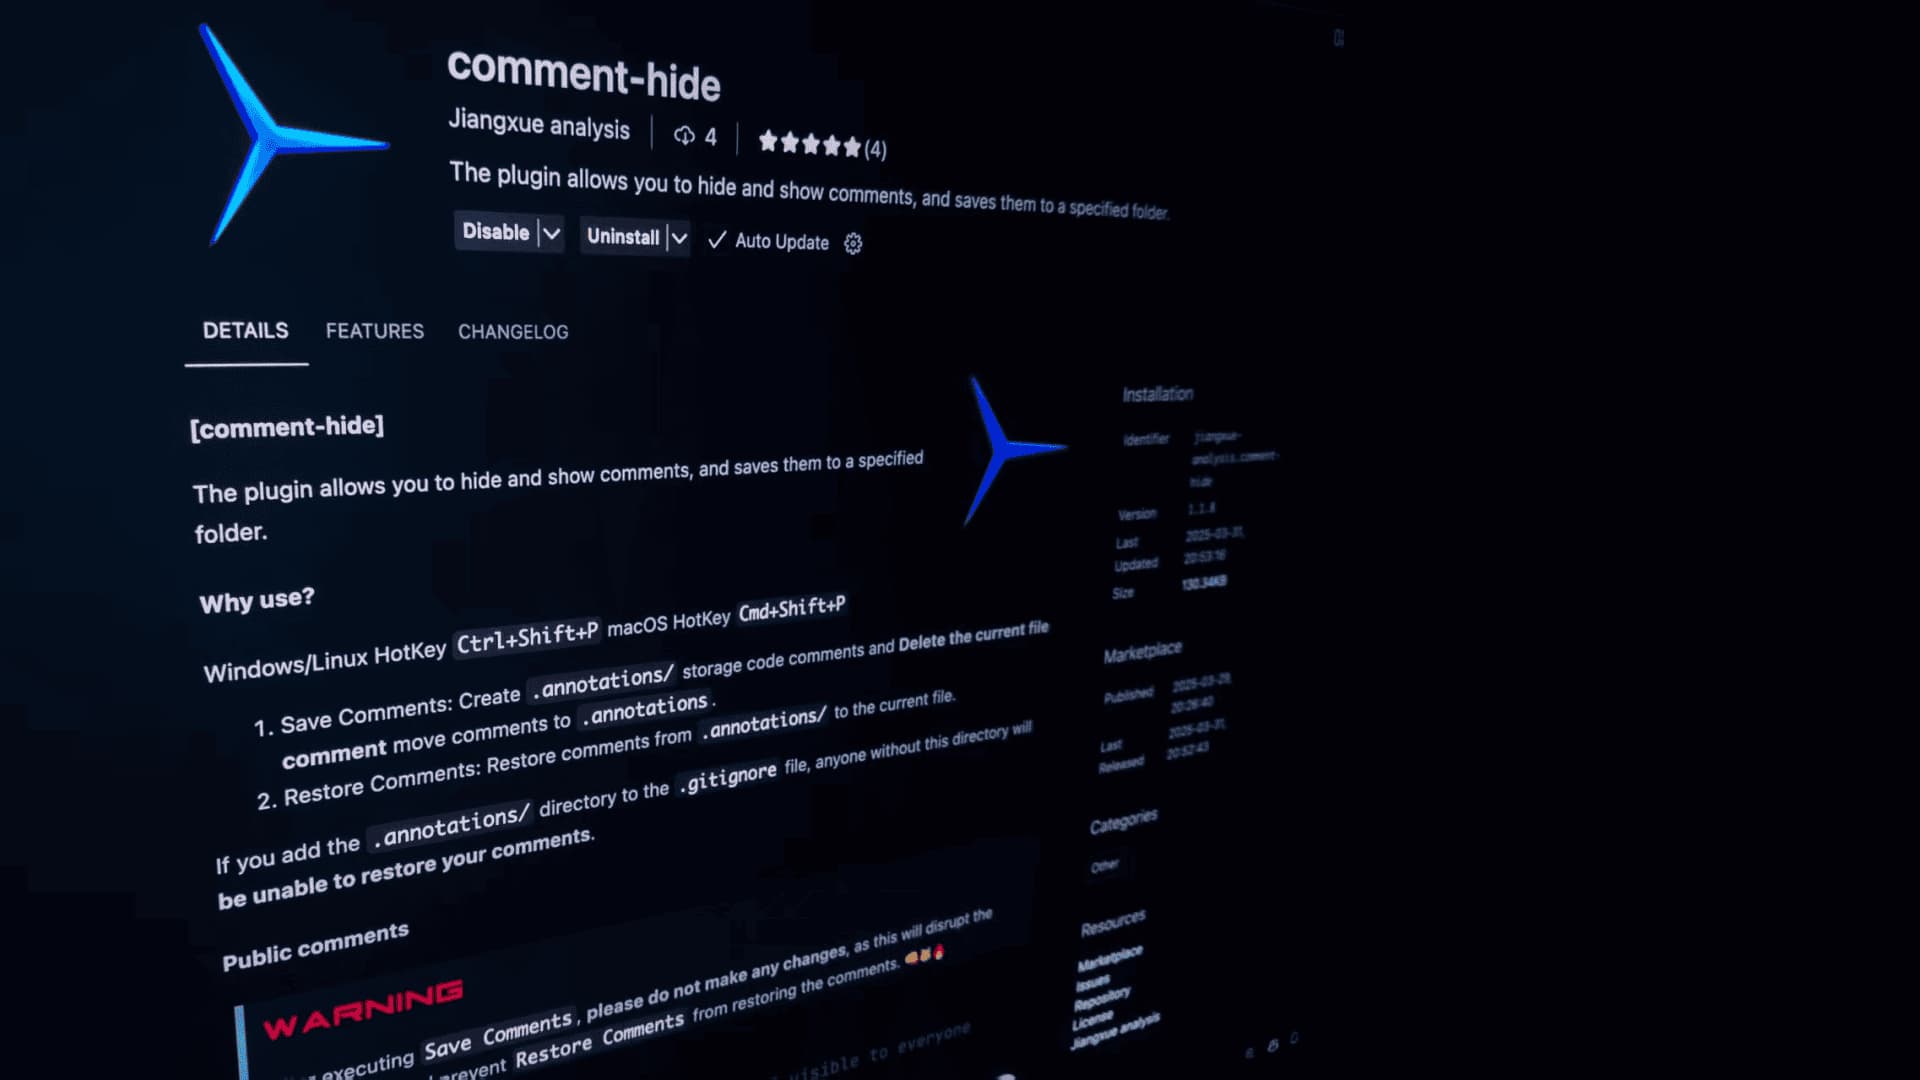 comment-hide
Jiangxue analysis
4
(4)
The plugin allows you to hide and show comments, and saves them to a specified folder.
Disable
Uninstall
Auto Update
DETAILS
FEATURES
CHANGELOG
[comment-hide]
The plugin allows you to hide and show comments, and saves them to a specified
folder.
Why use?
Windows/Linux HotKey Ctrl+Shift+P macOS HotKey Cmd+Shift+P
1. Save Comments: Create .annotations/ storage code comments and Delete the current file
comment move comments to .annotations.
2. Restore Comments: Restore comments from .annotations/ to the current file.
If you add the .annotations/ directory to the .gitignore file, anyone without this directory will
be unable to restore your comments.
Public comments
WARNING
executing Save Comments, please do not make any changes, as this will disrupt the
prevent Restore Comments from restoring the comments.
visible to everyone
Installation
Identifier
jiangxue-
analysis.comment-
hide
Version
1.1.8
Last
Updated
2025-03-31,
20:53:16
Size
130.34KB
Marketplace
Published
2025-03-29,
20:26:40
Last
Released
2025-03-31,
20:52:43
Categories
Other
Resources
Marketplace
Issues
Repository
License
Jiangxue analysis